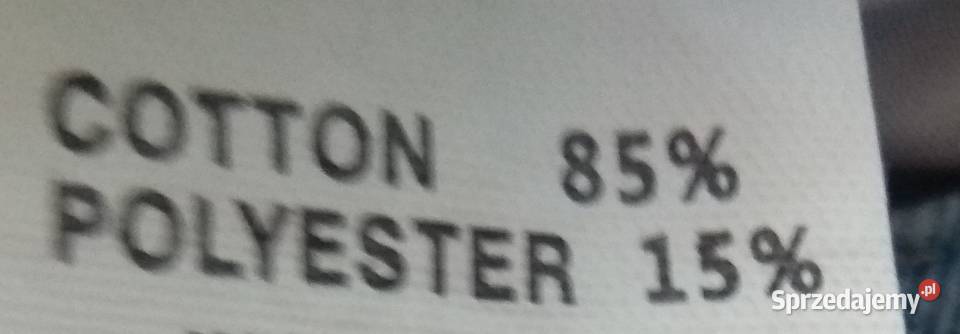 COTTON 85%
POLYESTER 15%
Sprzedajemy.pl